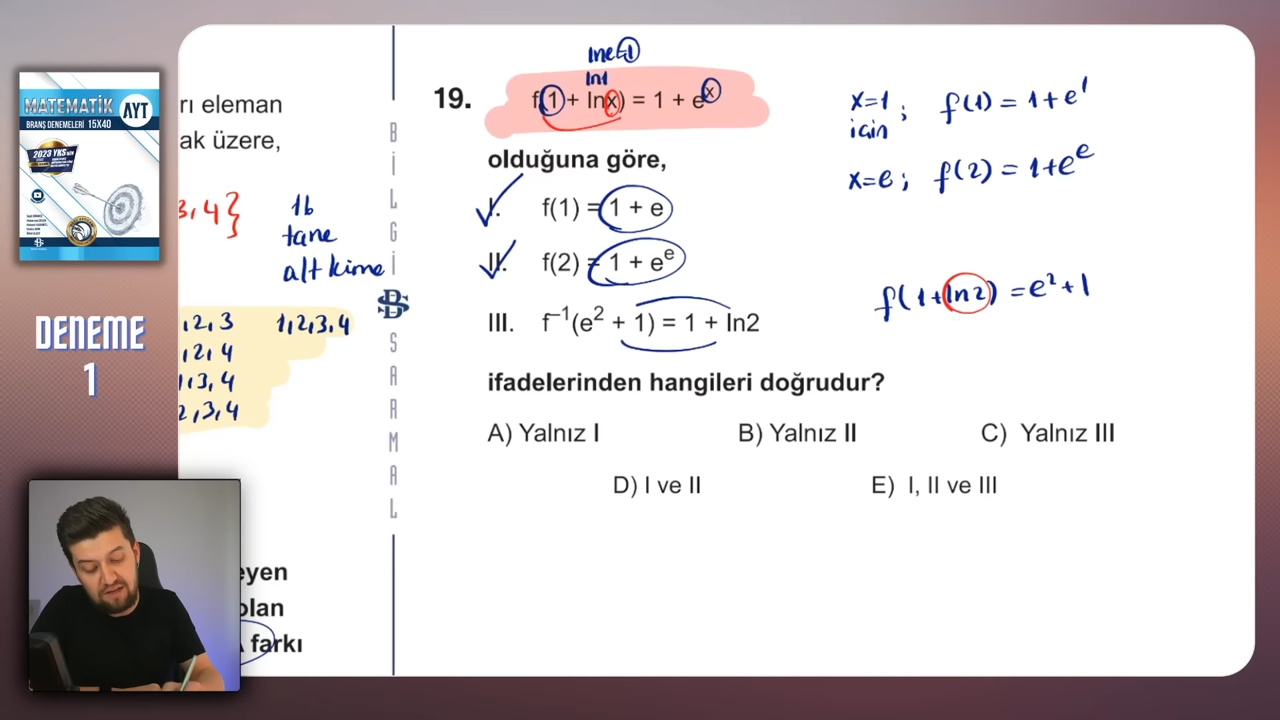 MATEMATİK
AYT
BRANŞ DENEMELERİ 15X40
2023 YKS'NİN
DENEME
1
rı eleman
ak üzere,
3,4}
16
tane
alt küme
1,2,3
1,2,3,4
1,2,4
1,3,4
2,3,4
eyen
olan
A farkı
BİLGİ
SARMAL
lne=1
ln1
19. f(1 + lnx) = 1 + e^x
olduğuna göre,
I. f(1) = 1 + e
II. f(2) = 1 + e^e
III. f^-1(e^2 + 1) = 1 + ln2
ifadelerinden hangileri doğrudur?
A) Yalnız I
B) Yalnız II
C) Yalnız III
D) I ve II
E) I, II ve III
x=1 ; f(1) = 1+e^1
için
x=e ; f(2) = 1+e^e
f(1+ln2) = e^2+1